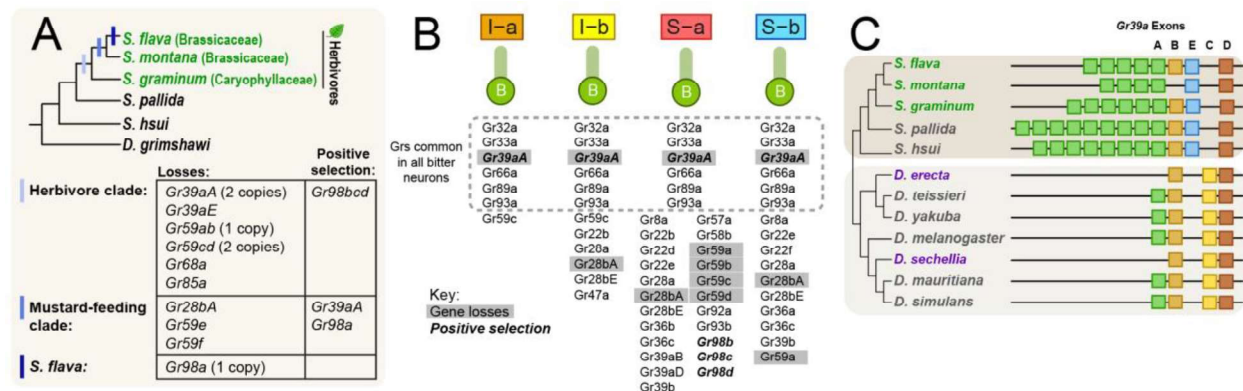 A
S. flava (Brassicaceae)
S. montana (Brassicaceae)
S. graminum (Caryophyllaceae)
S. pallida
S. hsui
D. grimshawi
Herbivores
Losses:
Positive
selection:
Herbivore clade:
Gr39aA (2 copies)
Gr98bcd
Gr39aE
Gr59ab (1 copy)
Gr59cd (2 copies)
Gr68a
Gr85a
Mustard-feeding
clade:
Gr28bA
Gr39aA
Gr59e
Gr98a
Gr59f
S. flava:
Gr98a (1 copy)
B
I-a I-b S-a S-b
B B B B
Grs common
in all bitter
neurons
Gr32a Gr32a Gr32a Gr32a
Gr33a Gr33a Gr33a Gr33a
Gr39aA Gr39aA Gr39aA Gr39aA
Gr66a Gr66a Gr66a Gr66a
Gr89a Gr89a Gr89a Gr89a
Gr93a Gr93a Gr93a Gr93a
Gr59c Gr59c Gr8a Gr57a Gr8a
Gr22b Gr22b Gr58b Gr22e
Gr20a Gr22d Gr59a Gr22f
Gr28bA Gr22e Gr59b Gr28a
Gr28bE Gr28a Gr59c Gr28bA
Gr47a Gr28bA Gr59d Gr28bE
Gr28bE Gr92a Gr36a
Gr36b Gr93b Gr36c
Gr36c Gr98b Gr39b
Gr39aB Gr98c Gr59a
Gr39aD Gr98d
Gr39b
Key:
Gene losses
Positive selection
C
Gr39a Exons
A B E C D
S. flava
S. montana
S. graminum
S. pallida
S. hsui
D. erecta
D. teissieri
D. yakuba
D. melanogaster
D. sechellia
D. mauritiana
D. simulans